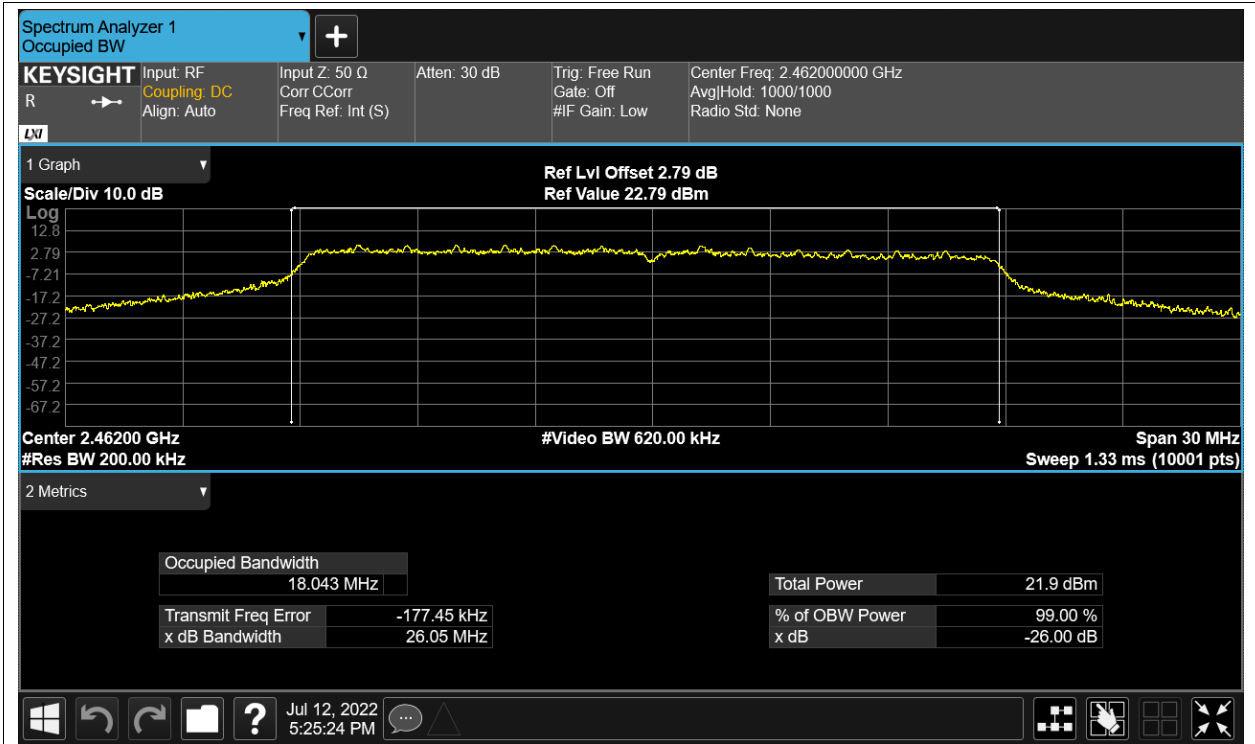 Spectrum Analyzer 1
Occupied BW
KEYSIGHT
R
LXI
Input: RF
Coupling: DC
Align: Auto
Input Z: 50 Ω
Corr CCorr
Freq Ref: Int (S)
Atten: 30 dB
Trig: Free Run
Gate: Off
#IF Gain: Low
Center Freq: 2.462000000 GHz
Avg|Hold: 1000/1000
Radio Std: None
1 Graph
Scale/Div 10.0 dB
Ref Lvl Offset 2.79 dB
Ref Value 22.79 dBm
Log
12.8
2.79
-7.21
-17.2
-27.2
-37.2
-47.2
-57.2
-67.2
Center 2.46200 GHz
#Video BW 620.00 kHz
Span 30 MHz
#Res BW 200.00 kHz
Sweep 1.33 ms (10001 pts)
2 Metrics
Occupied Bandwidth
18.043 MHz
Transmit Freq Error -177.45 kHz
x dB Bandwidth 26.05 MHz
Total Power 21.9 dBm
% of OBW Power 99.00 %
x dB -26.00 dB
?
Jul 12, 2022
5:25:24 PM